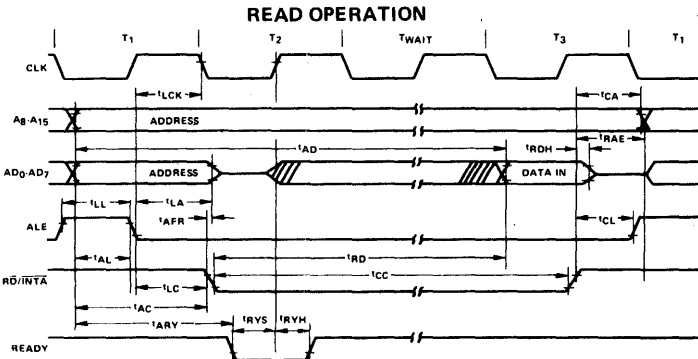 READ OPERATION
T1 T2 TWAIT T3 T1
CLK
tLCK tCA
A8-A15 ADDRESS
tRAE
tAD tRDH
AD0-AD7 ADDRESS DATA IN
tLL tLA
tAFR
ALE tCL
tAL tRD
tCC
RD/INTA tLC
tAC
tARY
tRYS tRYH
READY